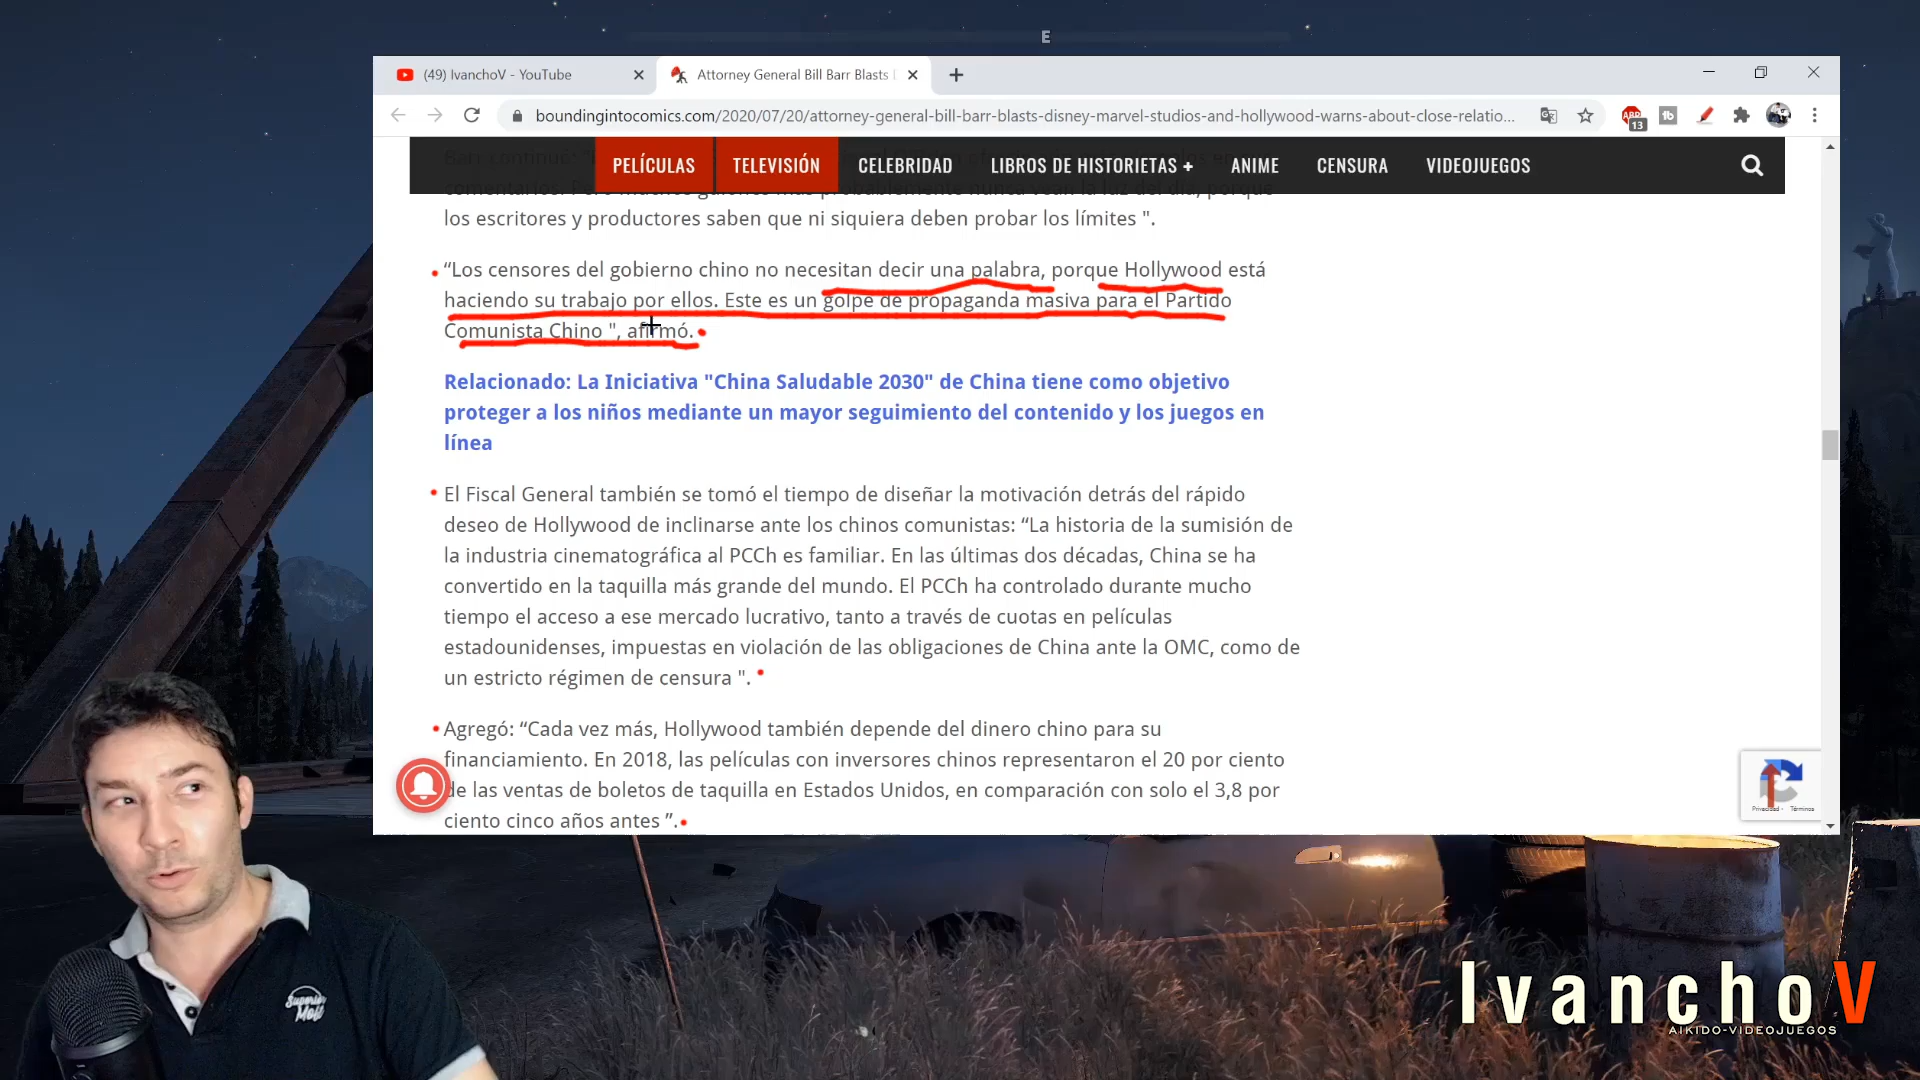 E
(49) IvanchoV - YouTube
Attorney General Bill Barr Blasts
boundingintocomics.com/2020/07/20/attorney-general-bill-barr-blasts-disney-marvel-studios-and-hollywood-warns-about-close-relatio...
ABP
13
tb
PELÍCULAS
TELEVISIÓN
CELEBRIDAD
LIBROS DE HISTORIETAS +
ANIME
CENSURA
VIDEOJUEGOS
los escritores y productores saben que ni siquiera deben probar los límites ".
“Los censores del gobierno chino no necesitan decir una palabra, porque Hollywood está
haciendo su trabajo por ellos. Este es un golpe de propaganda masiva para el Partido
Comunista Chino ", afirmó.
Relacionado: La Iniciativa "China Saludable 2030" de China tiene como objetivo
proteger a los niños mediante un mayor seguimiento del contenido y los juegos en
línea
El Fiscal General también se tomó el tiempo de diseñar la motivación detrás del rápido
deseo de Hollywood de inclinarse ante los chinos comunistas: “La historia de la sumisión de
la industria cinematográfica al PCCh es familiar. En las últimas dos décadas, China se ha
convertido en la taquilla más grande del mundo. El PCCh ha controlado durante mucho
tiempo el acceso a ese mercado lucrativo, tanto a través de cuotas en películas
estadounidenses, impuestas en violación de las obligaciones de China ante la OMC, como de
un estricto régimen de censura ".
Agregó: “Cada vez más, Hollywood también depende del dinero chino para su
financiamiento. En 2018, las películas con inversores chinos representaron el 20 por ciento
de las ventas de boletos de taquilla en Estados Unidos, en comparación con solo el 3,8 por
ciento cinco años antes ”.
Privacidad - Términos
Superior
Moll
IvanchoV
AIKIDO-VIDEOJUEGOS